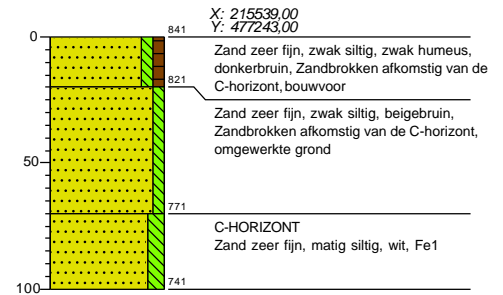 X: 215539,00
Y: 477243,00
0
841
Zand zeer fijn, zwak siltig, zwak humeus,
donkerbruin, Zandbrokken afkomstig van de
C-horizont, bouwvoor
821
Zand zeer fijn, zwak siltig, beigebruin,
Zandbrokken afkomstig van de C-horizont,
omgewerkte grond
50
771
C-HORIZONT
Zand zeer fijn, matig siltig, wit, Fe1
741
100